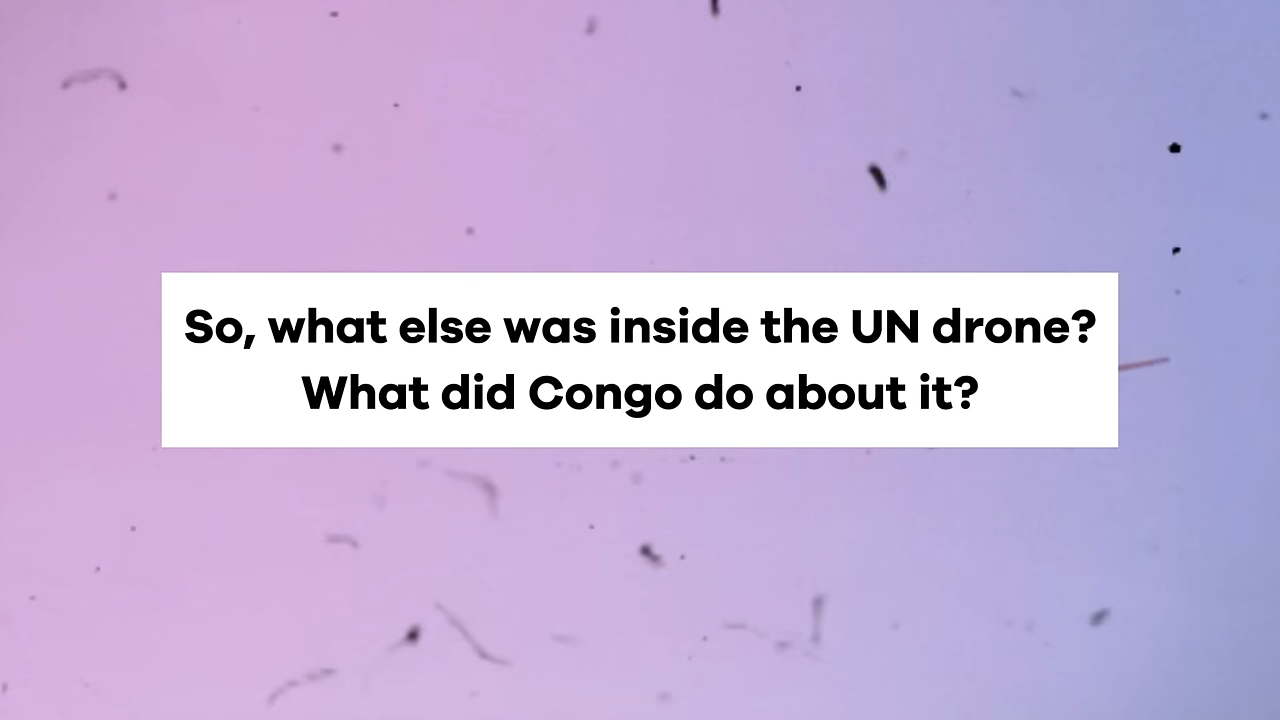 So, what else was inside the UN drone?
What did Congo do about it?